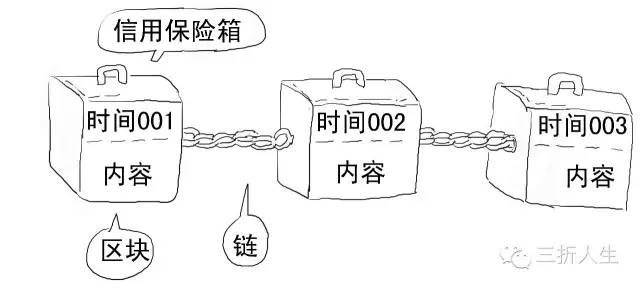 信用保险箱
时间001
内容
时间002
内容
时间003
内容
区块
链
三折人生